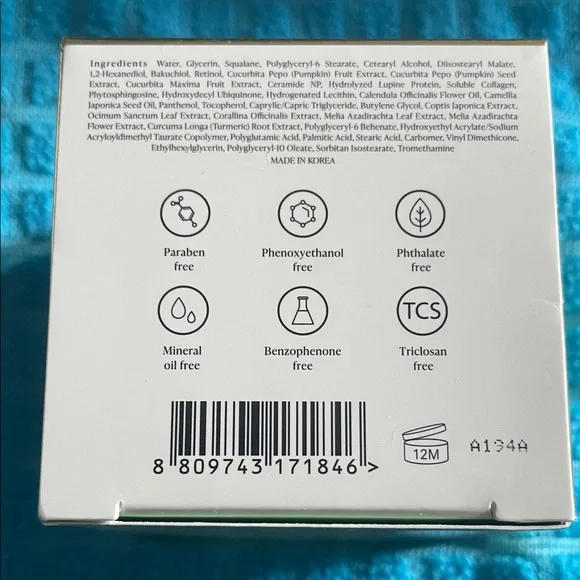 Ingredients Water, Glycerin, Squalane, Polyglyceryl-6 Stearate, Cetearyl Alcohol, Diisostearyl Malate,
1,2-Hexanediol, Bakuchiol, Retinol, Cucurbita Pepo (Pumpkin) Fruit Extract, Cucurbita Pepo (Pumpkin) Seed
Extract, Cucurbita Maxima Fruit Extract, Ceramide NP, Hydrolyzed Lupine Protein, Soluble Collagen,
Phytosphingosine, Hydroxydecyl Ubiquinone, Hydrogenated Lecithin, Calendula Officinalis Flower Oil, Camellia
Japonica Seed Oil, Panthenol, Tocopherol, Caprylic/Capric Triglyceride, Butylene Glycol, Coptis Japonica Extract,
Ocimum Sanctum Leaf Extract, Corallina Officinalis Extract, Melia Azadirachta Leaf Extract, Melia Azadirachta
Flower Extract, Curcuma Longa (Turmeric) Root Extract, Polyglyceryl-6 Behenate, Hydroxyethyl Acrylate/Sodium
Acryloyldimethyl Taurate Copolymer, Polyglutamic Acid, Palmitic Acid, Stearic Acid, Carbomer, Vinyl Dimethicone,
Ethylhexylglycerin, Polyglyceryl-10 Oleate, Sorbitan Isostearate, Tromethamine
MADE IN KOREA
Paraben
free
Phenoxyethanol
free
Phthalate
free
TCS
Mineral
oil free
Benzophenone
free
Triclosan
free
8 809743 171846 >
12M
A194A